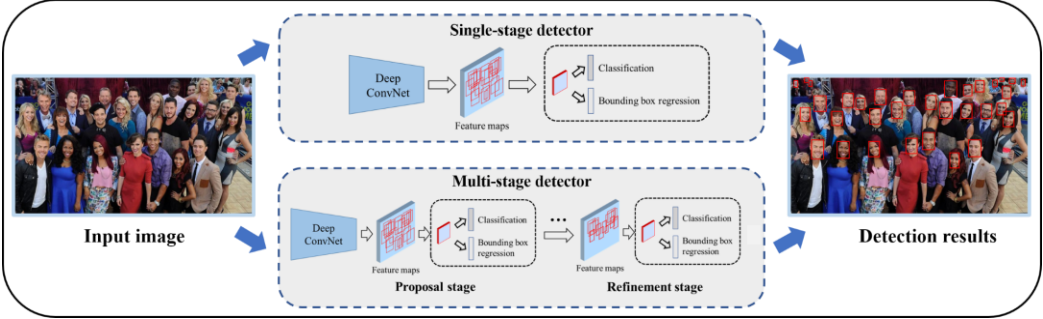 Single-stage detector
Deep
ConvNet
Feature maps
Classification
Bounding box regression
Input image
Detection results
Multi-stage detector
Deep
ConvNet
Feature maps
Classification
Bounding box
regression
Proposal stage
...
Feature maps
Classification
Bounding box
regression
Refinement stage